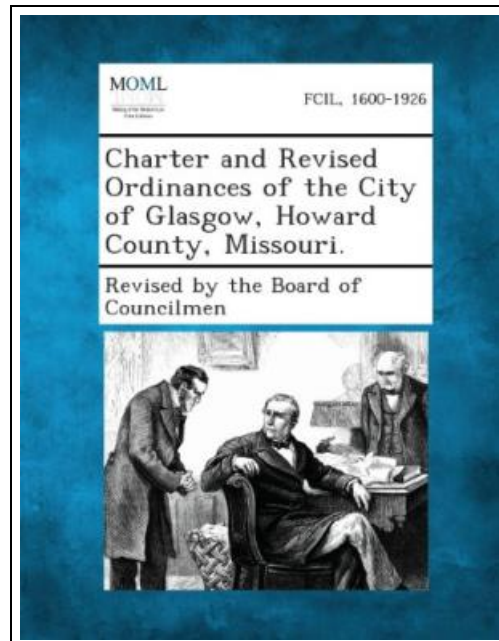 MOML
FCIL, 1600-1926
Charter and Revised
Ordinances of the City
of Glasgow, Howard
County, Missouri.
Revised by the Board of
Councilmen